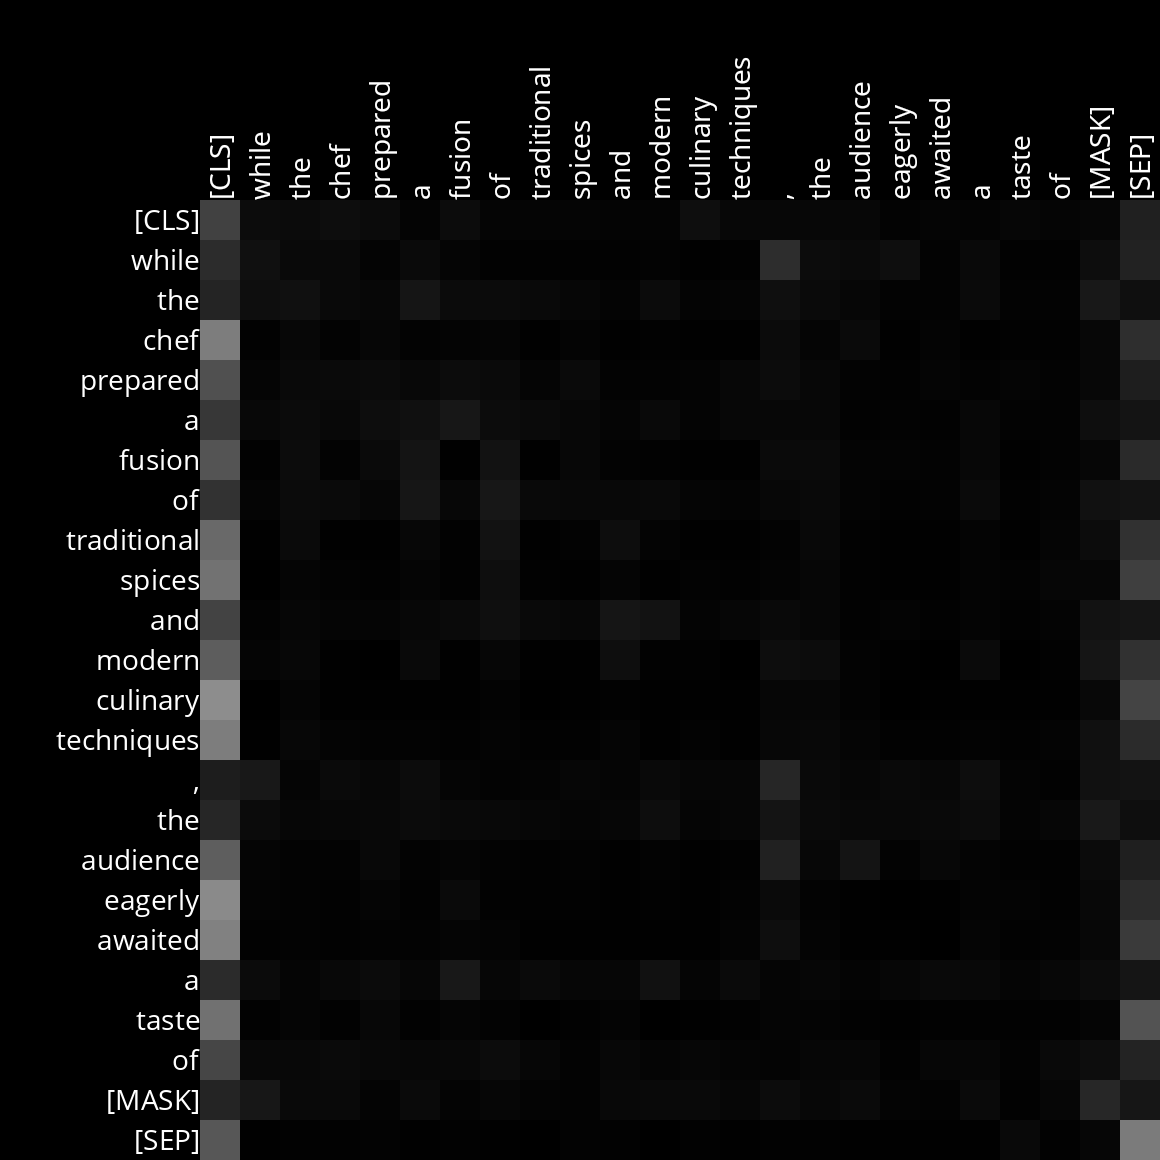 [CLS] while the chef prepared a fusion of traditional spices and modern culinary techniques , the audience eagerly awaited a taste of [MASK] [SEP]
[CLS]
while
the
chef
prepared
a
fusion
of
traditional
spices
and
modern
culinary
techniques
,
the
audience
eagerly
awaited
a
taste
of
[MASK]
[SEP]